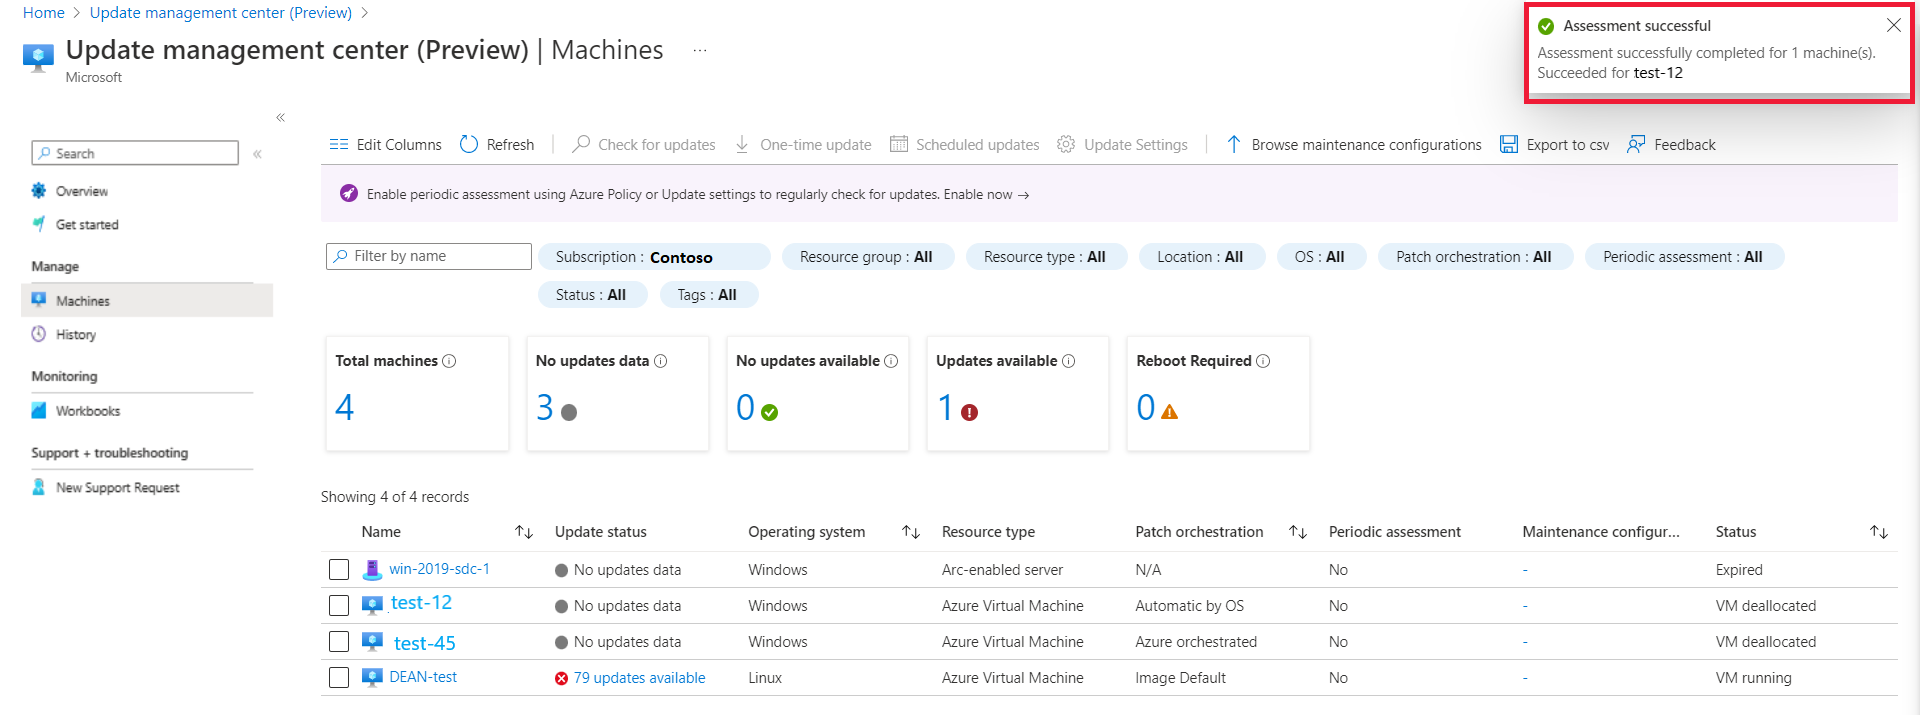 Home > Update management center (Preview) >
Update management center (Preview) | Machines ...
Microsoft
Assessment successful
Assessment successfully completed for 1 machine(s).
Succeeded for test-12
«
Search «
Overview
Get started
Manage
Machines
History
Monitoring
Workbooks
Support + troubleshooting
New Support Request
Edit Columns Refresh Check for updates One-time update Scheduled updates Update Settings Browse maintenance configurations Export to csv Feedback
Enable periodic assessment using Azure Policy or Update settings to regularly check for updates. Enable now →
Filter by name Subscription : Contoso Resource group : All Resource type : All Location : All OS : All Patch orchestration : All Periodic assessment : All
Status : All Tags : All
Total machines No updates data No updates available Updates available Reboot Required
4 3 0 1 0
Showing 4 of 4 records
Name ↑↓ Update status Operating system ↑↓ Resource type Patch orchestration ↑↓ Periodic assessment Maintenance configur... Status ↑↓
win-2019-sdc-1 No updates data Windows Arc-enabled server N/A No - Expired
test-12 No updates data Windows Azure Virtual Machine Automatic by OS No - VM deallocated
test-45 No updates data Windows Azure Virtual Machine Azure orchestrated No - VM deallocated
DEAN-test 79 updates available Linux Azure Virtual Machine Image Default No - VM running